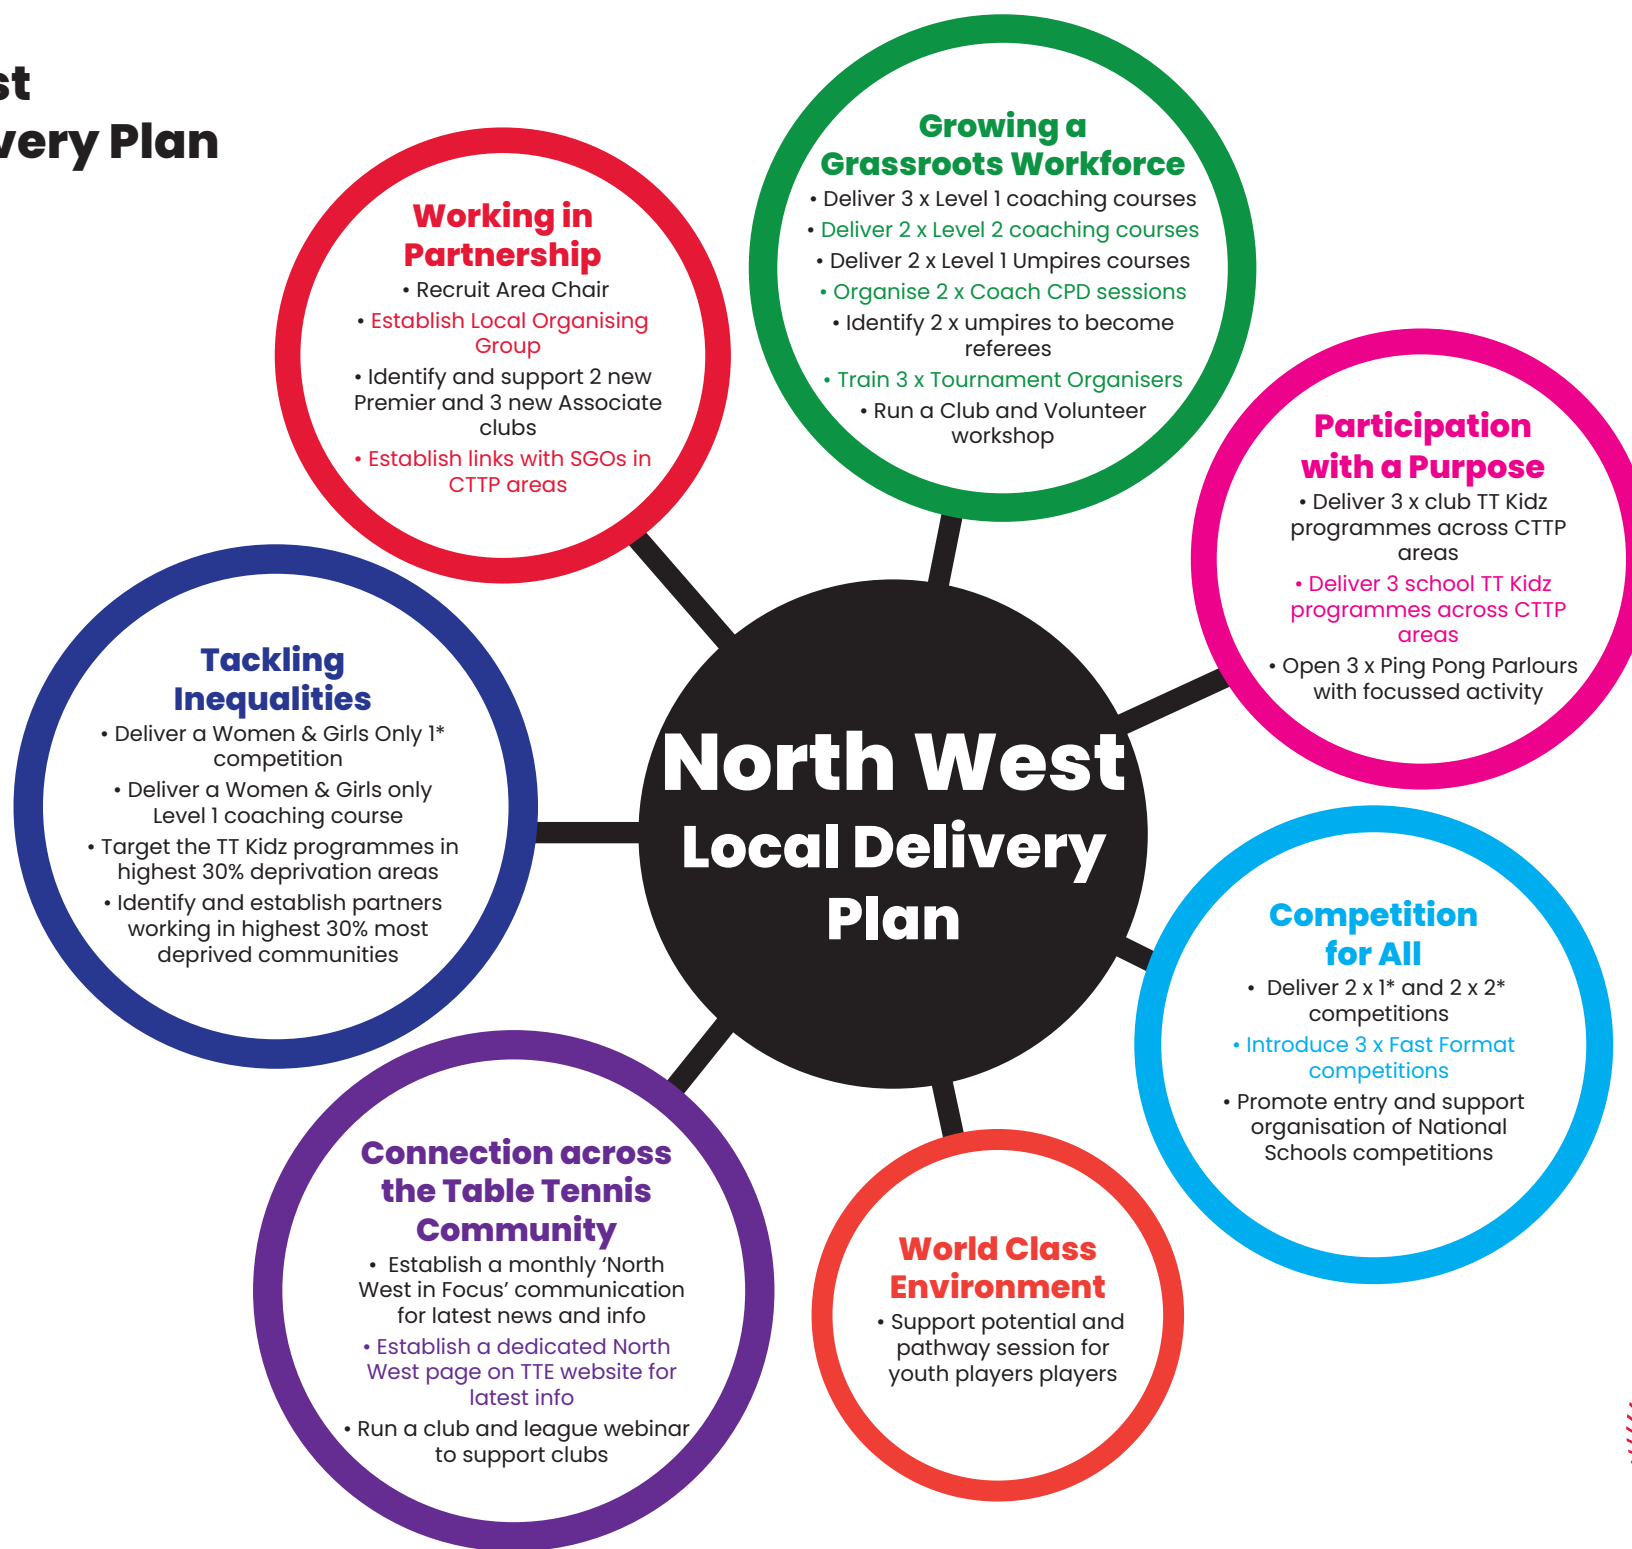 st
very Plan
Working in
Partnership
• Recruit Area Chair
• Establish Local Organising
Group
• Identify and support 2 new
Premier and 3 new Associate
clubs
• Establish links with SGOs in
CTTP areas
Growing a
Grassroots Workforce
• Deliver 3 x Level 1 coaching courses
• Deliver 2 x Level 2 coaching courses
• Deliver 2 x Level 1 Umpires courses
• Organise 2 x Coach CPD sessions
• Identify 2 x umpires to become
referees
• Train 3 x Tournament Organisers
• Run a Club and Volunteer
workshop
Participation
with a Purpose
• Deliver 3 x club TT Kidz
programmes across CTTP
areas
• Deliver 3 school TT Kidz
programmes across CTTP
areas
• Open 3 x Ping Pong Parlours
with focussed activity
Tackling
Inequalities
• Deliver a Women & Girls Only 1*
competition
• Deliver a Women & Girls only
Level 1 coaching course
• Target the TT Kidz programmes in
highest 30% deprivation areas
• Identify and establish partners
working in highest 30% most
deprived communities
North West
Local Delivery
Plan
Competition
for All
• Deliver 2 x 1* and 2 x 2*
competitions
• Introduce 3 x Fast Format
competitions
• Promote entry and support
organisation of National
Schools competitions
Connection across
the Table Tennis
Community
• Establish a monthly ‘North
West in Focus’ communication
for latest news and info
• Establish a dedicated North
West page on TTE website for
latest info
• Run a club and league webinar
to support clubs
World Class
Environment
• Support potential and
pathway session for
youth players players